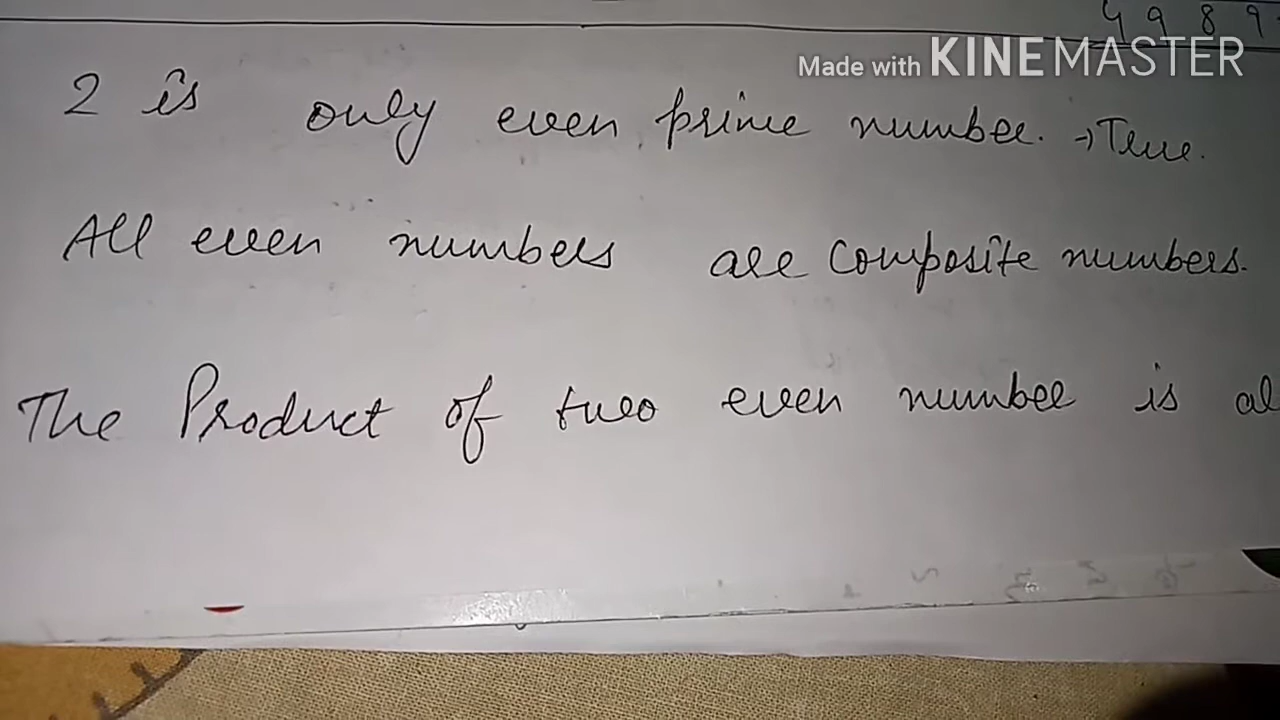 4989
Made with KINEMASTER
2 is only even prime number. → True.
All even numbers are composite numbers.
The Product of two even number is al